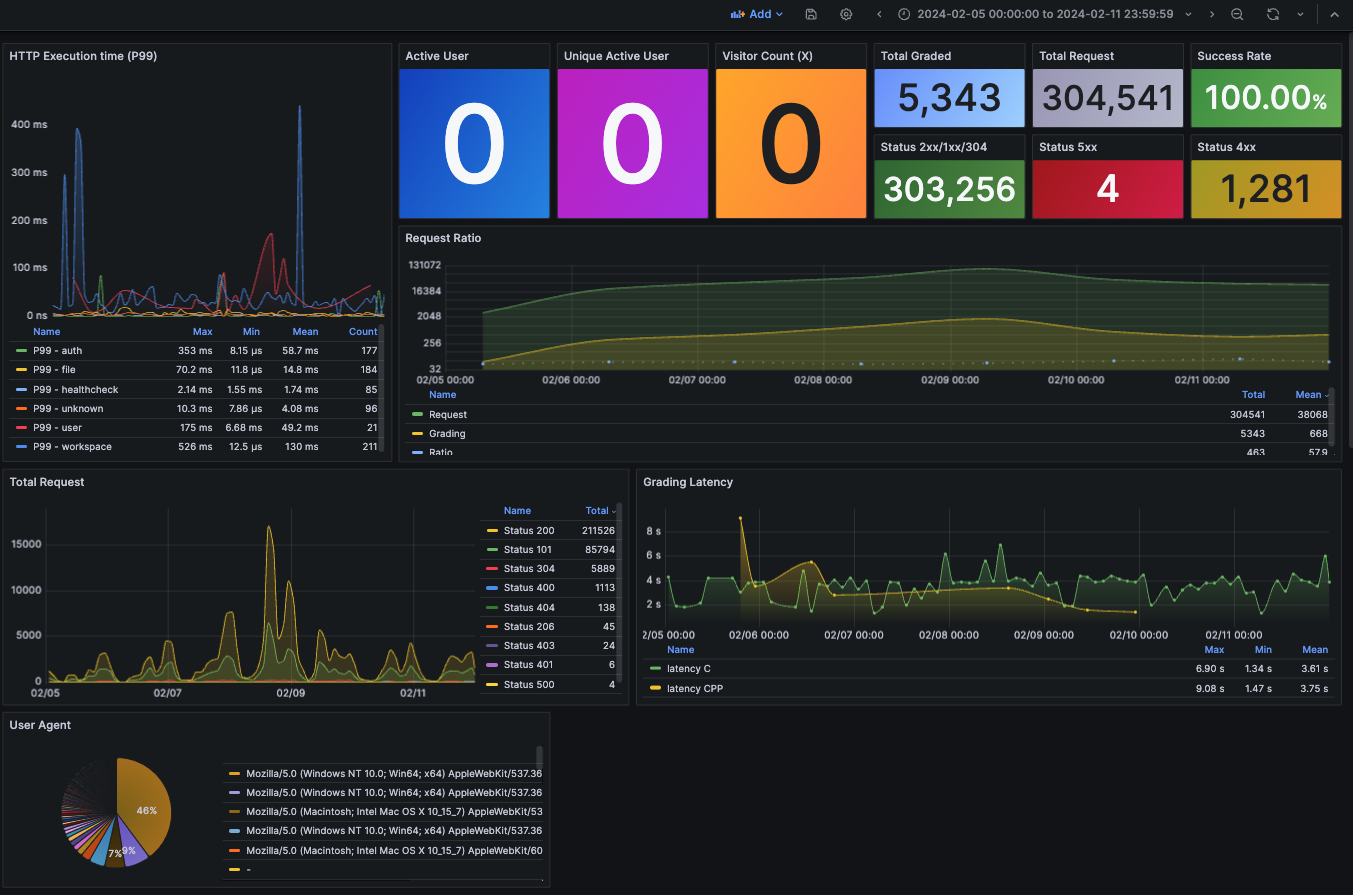 Add
2024-02-05 00:00:00 to 2024-02-11 23:59:59
HTTP Execution time (P99)
400 ms
300 ms
200 ms
100 ms
0 ns
Name Max Min Mean Count
P99 - auth 353 ms 8.15 µs 58.7 ms 177
P99 - file 70.2 ms 11.8 µs 14.8 ms 184
P99 - healthcheck 2.14 ms 1.55 ms 1.74 ms 85
P99 - unknown 10.3 ms 7.86 µs 4.08 ms 96
P99 - user 175 ms 6.68 ms 49.2 ms 21
P99 - workspace 526 ms 12.5 µs 130 ms 211
Active User
0
Unique Active User
0
Visitor Count (X)
0
Total Graded
5,343
Total Request
304,541
Success Rate
100.00%
Status 2xx/1xx/304
303,256
Status 5xx
4
Status 4xx
1,281
Request Ratio
131072
16384
2048
256
32
02/05 00:00 02/06 00:00 02/07 00:00 02/08 00:00 02/09 00:00 02/10 00:00 02/11 00:00
Name Total Mean
Request 304541 38068
Grading 5343 668
Ratio 463 57.9
Total Request
15000
10000
5000
0
02/05 02/07 02/09 02/11
Name Total
Status 200 211526
Status 101 85794
Status 304 5889
Status 400 1113
Status 404 138
Status 206 45
Status 403 24
Status 401 6
Status 500 4
Grading Latency
8 s
6 s
4 s
2 s
2/05 00:00 02/06 00:00 02/07 00:00 02/08 00:00 02/09 00:00 02/10 00:00 02/11 00:00
Name Max Min Mean
latency C 6.90 s 1.34 s 3.61 s
latency CPP 9.08 s 1.47 s 3.75 s
User Agent
46%
9%
7%
Mozilla/5.0 (Windows NT 10.0; Win64; x64) AppleWebKit/537.36
Mozilla/5.0 (Windows NT 10.0; Win64; x64) AppleWebKit/537.36
Mozilla/5.0 (Macintosh; Intel Mac OS X 10_15_7) AppleWebKit/53
Mozilla/5.0 (Windows NT 10.0; Win64; x64) AppleWebKit/537.36
Mozilla/5.0 (Macintosh; Intel Mac OS X 10_15_7) AppleWebKit/60
-